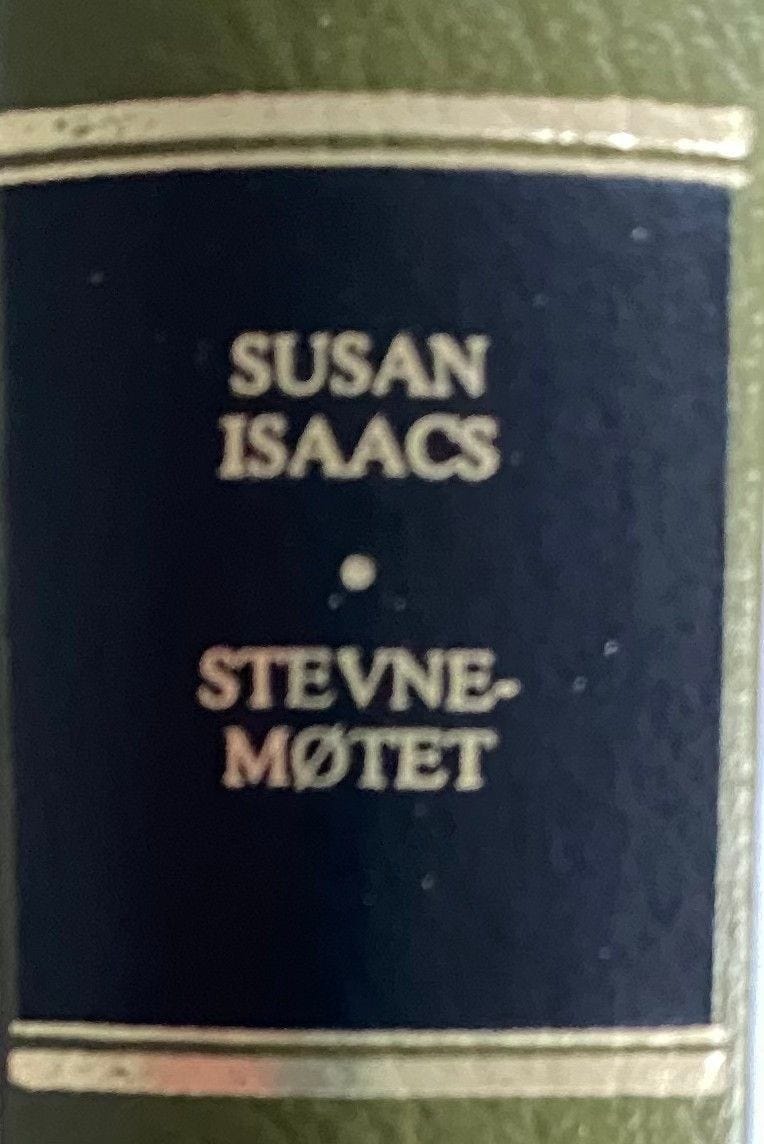 SUSAN
ISAACS
•
STEVNE-
MØTET